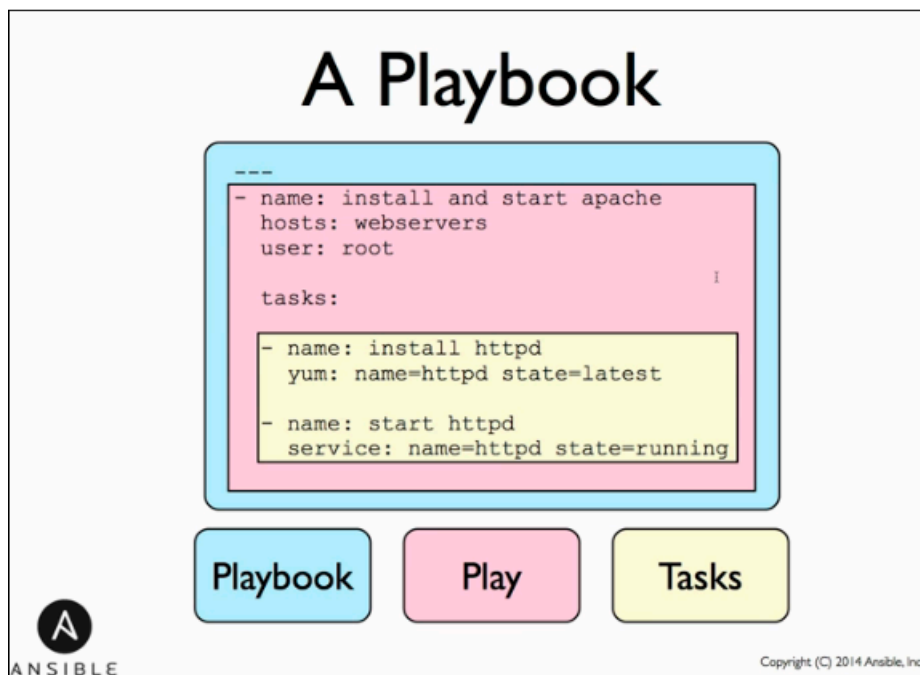 A Playbook
---
- name: install and start apache
hosts: webservers
user: root
tasks:
- name: install httpd
yum: name=httpd state=latest
- name: start httpd
service: name=httpd state=running
Playbook
Play
Tasks
ANSIBLE
Copyright (C) 2014 Ansible, Inc